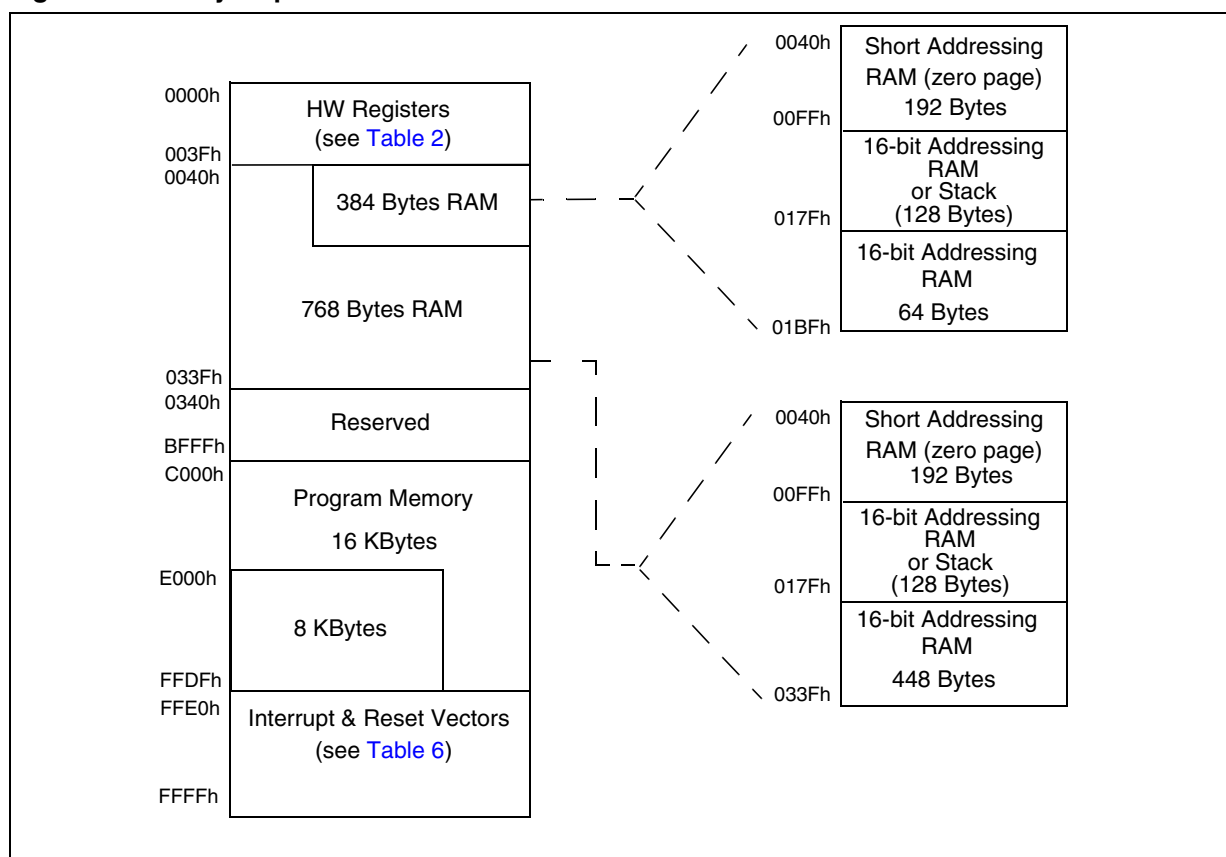 0000h
HW Registers
(see Table 2)
003Fh
0040h
384 Bytes RAM
768 Bytes RAM
033Fh
0340h
Reserved
BFFFh
C000h
Program Memory
16 KBytes
E000h
8 KBytes
FFDFh
FFE0h
Interrupt & Reset Vectors
(see Table 6)
FFFFh
0040h
Short Addressing
RAM (zero page)
192 Bytes
00FFh
16-bit Addressing
RAM
or Stack
(128 Bytes)
017Fh
16-bit Addressing
RAM
64 Bytes
01BFh
0040h
Short Addressing
RAM (zero page)
192 Bytes
00FFh
16-bit Addressing
RAM
or Stack
(128 Bytes)
017Fh
16-bit Addressing
RAM
448 Bytes
033Fh